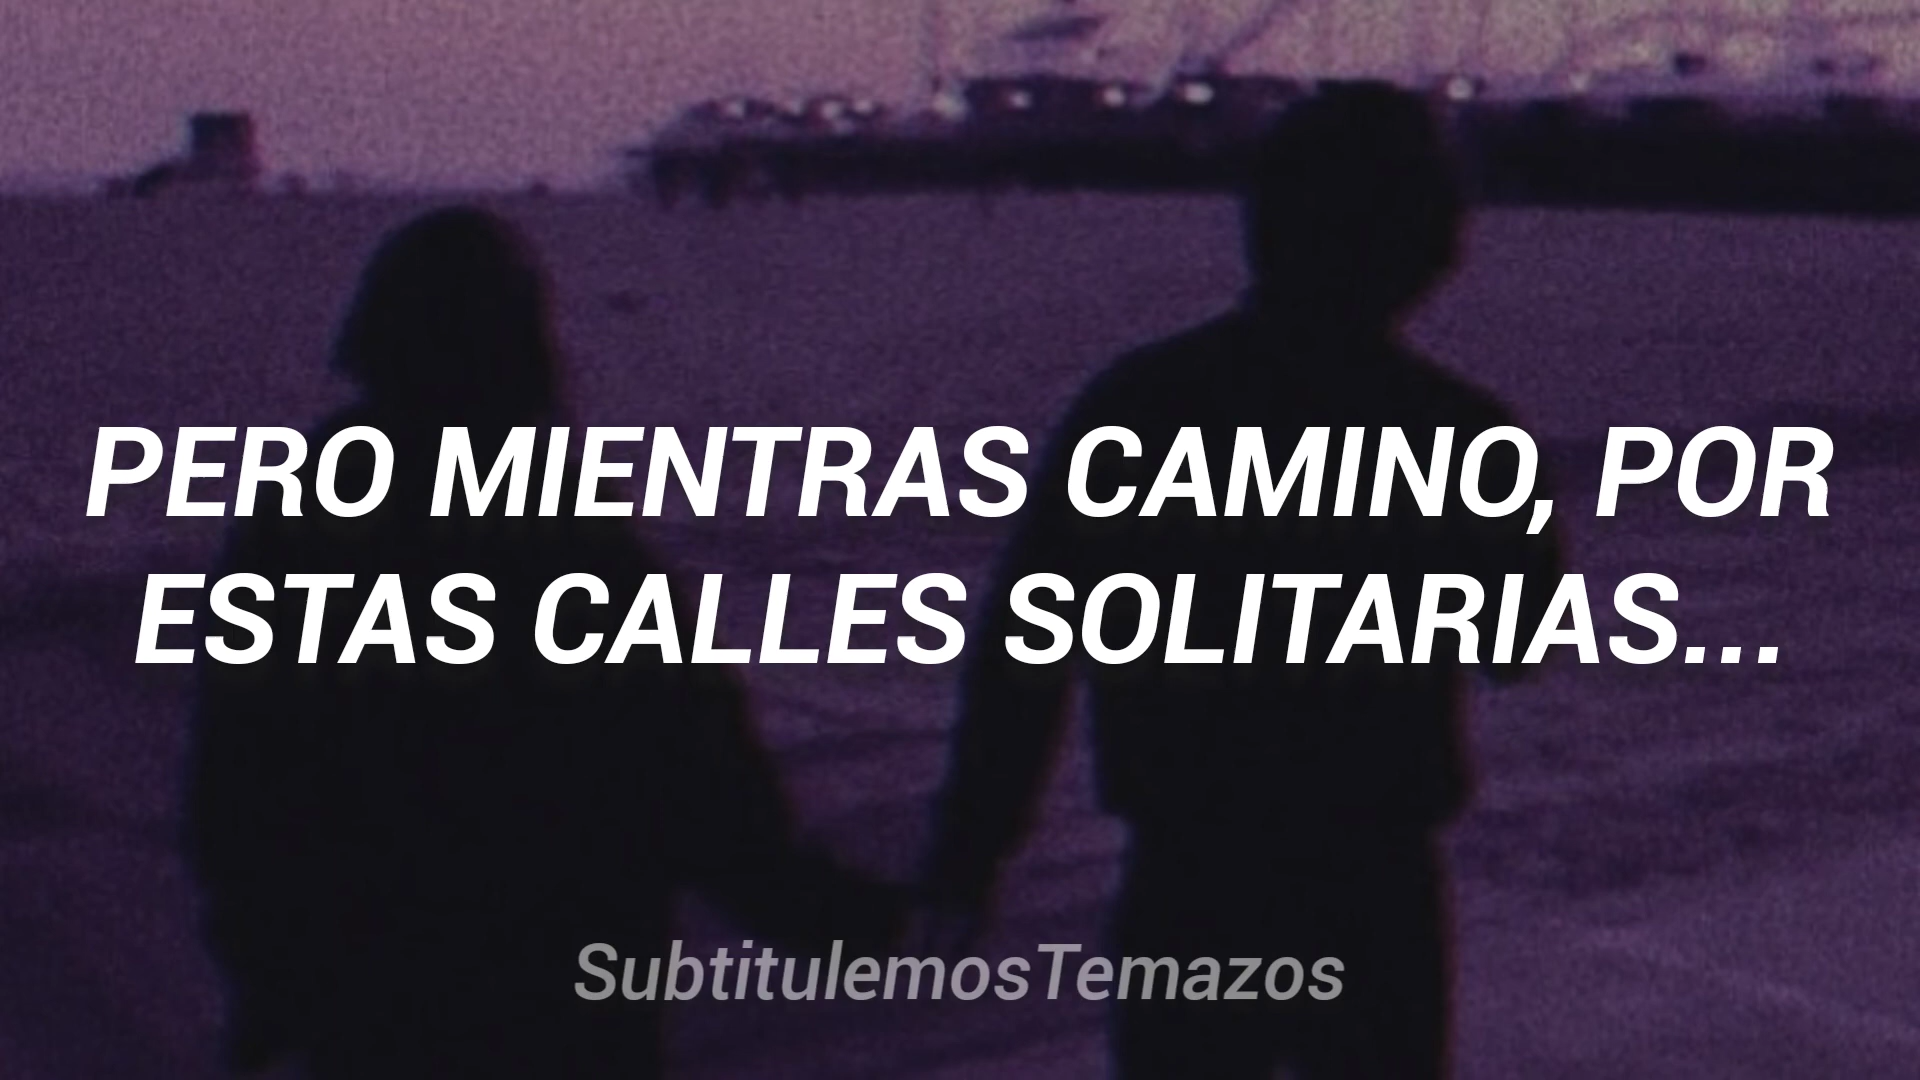 PERO MIENTRAS CAMINO, POR
ESTAS CALLES SOLITARIAS...
SubtitulemosTemazos